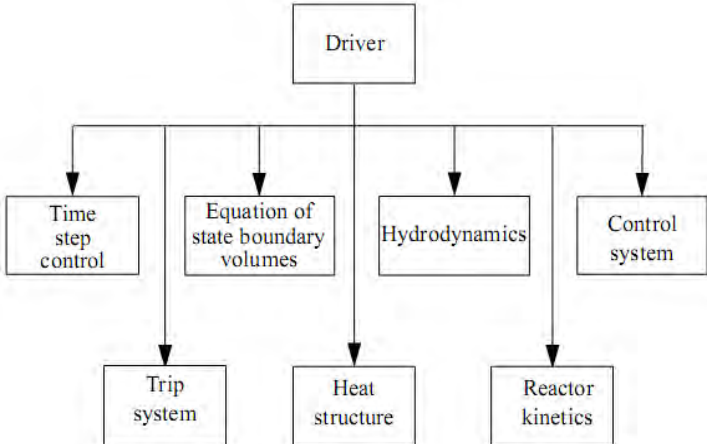 Driver
Time
step
control
Equation of
state boundary
volumes
Hydrodynamics
Control
system
Trip
system
Heat
structure
Reactor
kinetics